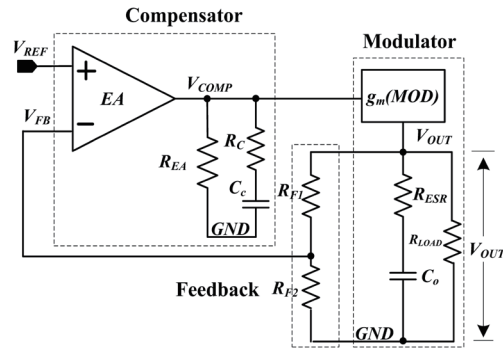 Compensator
Modulator
V_REF
V_FB
EA
V_COMP
g_m(MOD)
V_OUT
R_EA
R_C
C_c
GND
R_F1
R_ESR
R_LOAD
V_OUT
Feedback
R_F2
C_o
GND